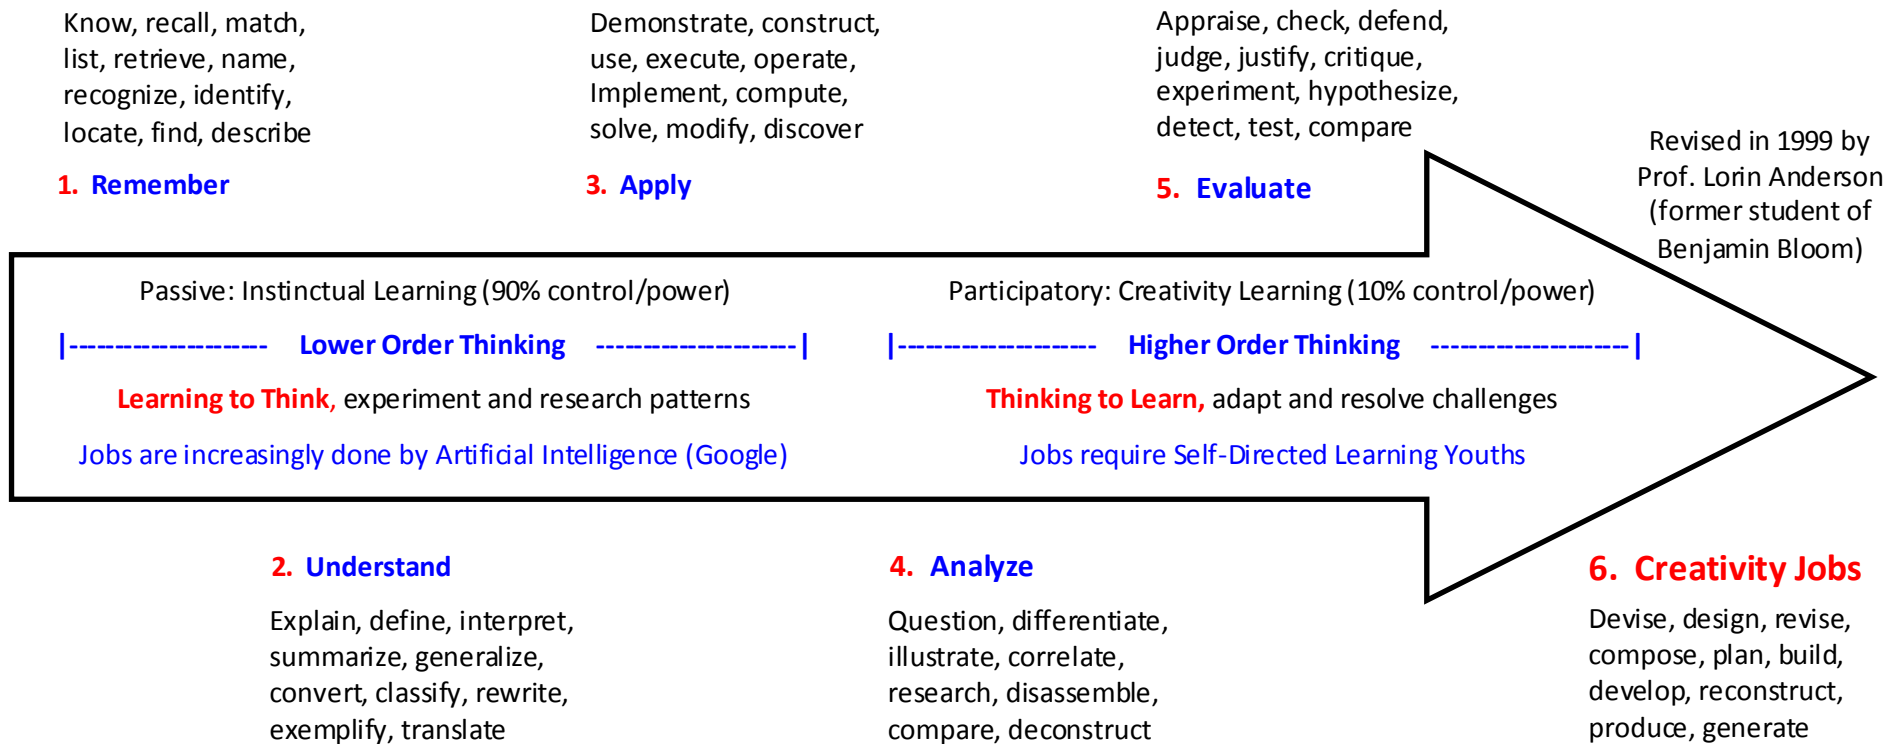 Know, recall, match,
list, retrieve, name,
recognize, identify,
locate, find, describe
1. Remember
Demonstrate, construct,
use, execute, operate,
Implement, compute,
solve, modify, discover
3. Apply
Appraise, check, defend,
judge, justify, critique,
experiment, hypothesize,
detect, test, compare
5. Evaluate
Revised in 1999 by
Prof. Lorin Anderson
(former student of
Benjamin Bloom)
Passive: Instinctual Learning (90% control/power)
|---------------------- Lower Order Thinking ----------------------|
Learning to Think, experiment and research patterns
Jobs are increasingly done by Artificial Intelligence (Google)
Participatory: Creativity Learning (10% control/power)
|---------------------- Higher Order Thinking ----------------------|
Thinking to Learn, adapt and resolve challenges
Jobs require Self-Directed Learning Youths
2. Understand
Explain, define, interpret,
summarize, generalize,
convert, classify, rewrite,
exemplify, translate
4. Analyze
Question, differentiate,
illustrate, correlate,
research, disassemble,
compare, deconstruct
6. Creativity Jobs
Devise, design, revise,
compose, plan, build,
develop, reconstruct,
produce, generate